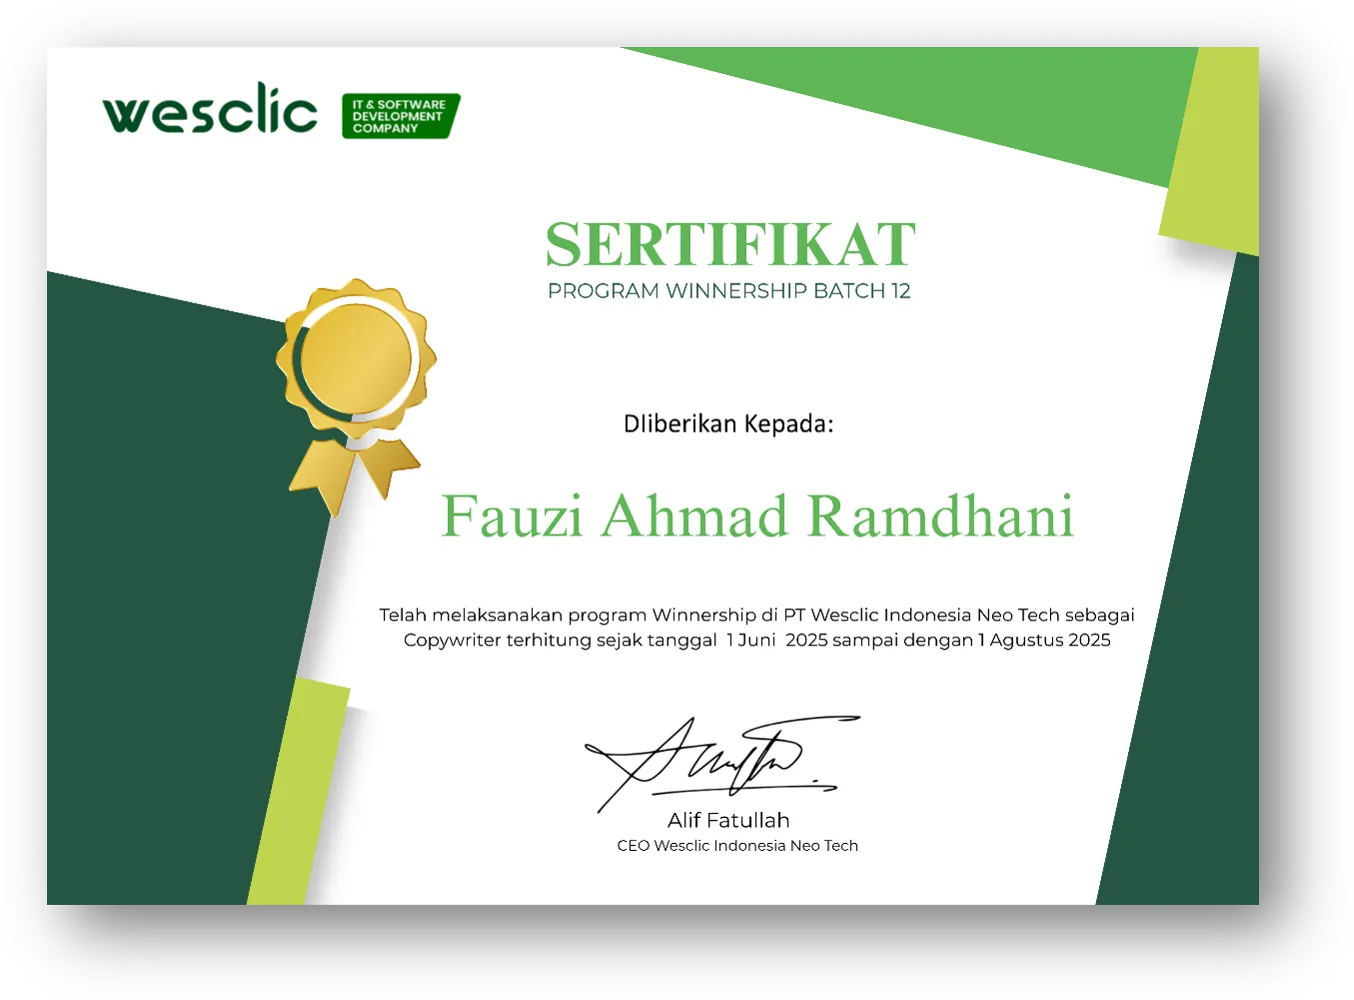 wesclic
IT & SOFTWARE
DEVELOPMENT
COMPANY
SERTIFIKAT
PROGRAM WINNERSHIP BATCH 12
DIiberikan Kepada:
Fauzi Ahmad Ramdhani
Telah melaksanakan program Winnership di PT Wesclic Indonesia Neo Tech sebagai
Copywriter terhitung sejak tanggal 1 Juni 2025 sampai dengan 1 Agustus 2025
Alif Fatullah
CEO Wesclic Indonesia Neo Tech